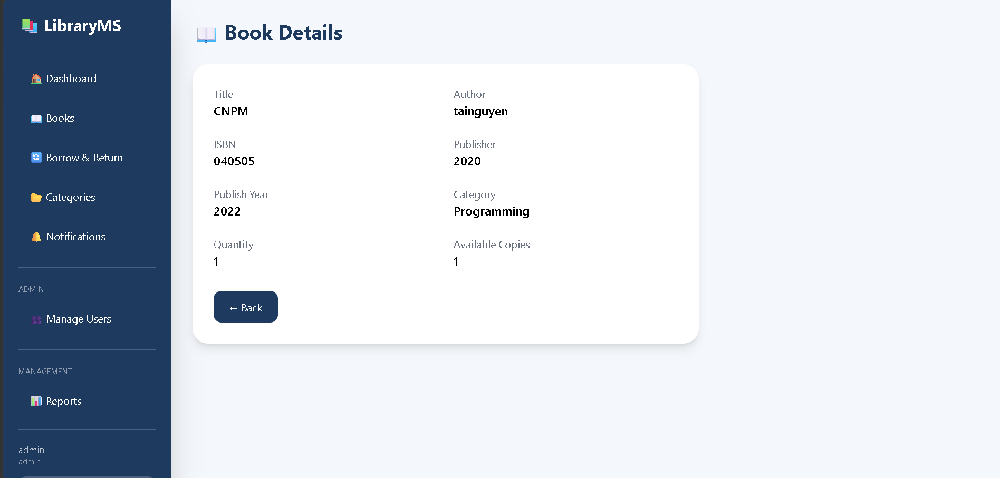 LibraryMS
Dashboard
Books
Borrow & Return
Categories
Notifications
ADMIN
Manage Users
MANAGEMENT
Reports
admin
admin
Book Details
Title
CNPM
Author
tainguyen
ISBN
040505
Publisher
2020
Publish Year
2022
Category
Programming
Quantity
1
Available Copies
1
← Back